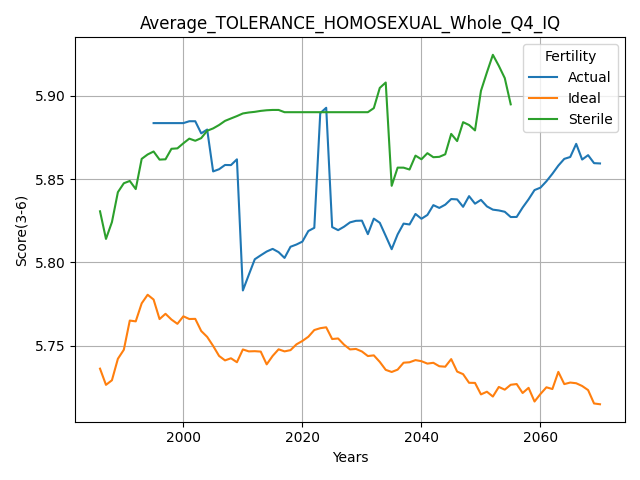 Average_TOLERANCE_HOMOSEXUAL_Whole_Q4_IQ
Score(3-6)
5.90
5.85
5.80
5.75
Fertility
Actual
Ideal
Sterile
2000
2020
2040
2060
Years